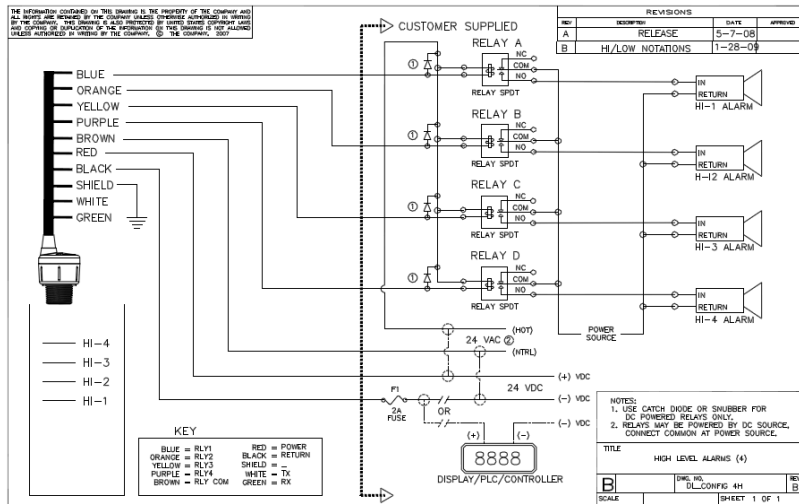 THE INFORMATION CONTAINED ON THIS DRAWING IS THE PROPERTY OF THE COMPANY AND
ALL RIGHTS ARE RETAINED BY THE COMPANY UNLESS OTHERWISE AUTHORIZED IN WRITING
BY THE COMPANY. THIS DRAWING IS ALSO PROTECTED BY UNITED STATES COPYRIGHT LAWS
AND COPYING OR DUPLICATION OF THE INFORMATION ON THIS DRAWING IS NOT ALLOWED
UNLESS AUTHORIZED IN WRITING BY THE COMPANY. © THE COMPANY, 2007
REVISIONS
REV DESCRIPTION DATE APPROVED
A RELEASE 5-7-08
B HI/LOW NOTATIONS 1-28-09
CUSTOMER SUPPLIED
BLUE
ORANGE
YELLOW
PURPLE
BROWN
RED
BLACK
SHIELD
WHITE
GREEN
RELAY A
1
NC
COM
NO
RELAY SPDT
IN
RETURN
HI-1 ALARM
RELAY B
1
NC
COM
NO
RELAY SPDT
IN
RETURN
H-I2 ALARM
RELAY C
1
NC
COM
NO
RELAY SPDT
IN
RETURN
HI-3 ALARM
RELAY D
1
NC
COM
NO
RELAY SPDT
IN
RETURN
HI-4 ALARM
POWER
SOURCE
(HOT)
24 VAC 2
(NTRL)
(+) VDC
24 VDC
(-) VDC
(-) VDC
F1
2A
FUSE
OR
(+) (-)
8888
DISPLAY/PLC/CONTROLLER
HI-4
HI-3
HI-2
HI-1
KEY
BLUE = RLY1
ORANGE = RLY2
YELLOW = RLY3
PURPLE = RLY4
BROWN = RLY COM
RED = POWER
BLACK = RETURN
SHIELD = _
WHITE = TX
GREEN = RX
NOTES:
1. USE CATCH DIODE OR SNUBBER FOR
DC POWERED RELAYS ONLY.
2. RELAYS MAY BE POWERED BY DC SOURCE,
CONNECT COMMON AT POWER SOURCE.
TITLE
HIGH LEVEL ALARMS (4)
B
DWG. NO.
DL_CONFIG 4H
REV
B
SCALE
SHEET 1 OF 1